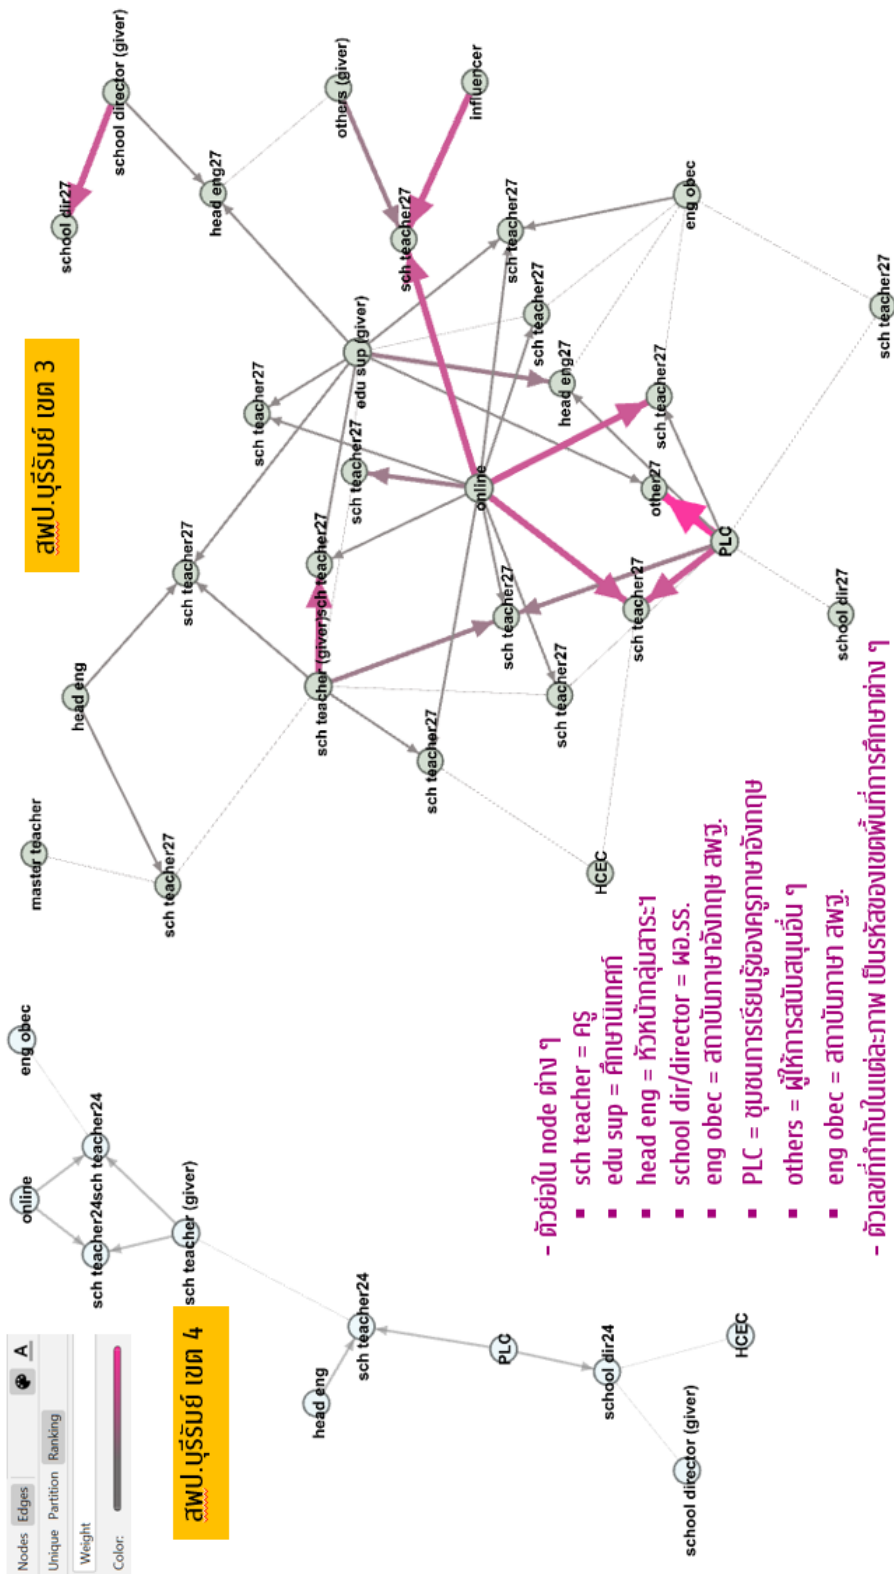 Nodes Edges A
Unique Partition Ranking
Weight
Color:
สพป.บุรีรัมย์ เขต 4
online
eng obec
sch teacher24
sch teacher24
sch teacher (giver)
head eng
sch teacher24
PLC
school dir24
school director (giver)
HCEC
สพป.บุรีรัมย์ เขต 3
school dir27
school director (giver)
head eng27
others (giver)
influencer
sch teacher27
sch teacher27
eng obec
sch teacher27
sch teacher27
edu sup (giver)
head eng27
sch teacher27
sch teacher27
sch teacher27
online
other27
PLC
sch teacher27
sch teacher27
sch teacher (giver)
sch teacher27
sch teacher27
school dir27
head eng
sch teacher27
sch teacher27
master teacher
sch teacher27
HCEC
- ตัวย่อใน node ต่าง ๆ
▪ sch teacher = ครู
▪ edu sup = ศึกษานิเทศก์
▪ head eng = หัวหน้ากลุ่มสาระฯ
▪ school dir/director = ผอ.รร.
▪ eng obec = สถาบันภาษาอังกฤษ สพฐ.
▪ PLC = ชุมชนการเรียนรู้ของครูภาษาอังกฤษ
▪ others = ผู้ให้การสนับสนุนอื่น ๆ
▪ eng obec = สถาบันภาษา สพฐ.
- ตัวเลขที่กำกับในแต่ละภาพ เป็นรหัสของเขตพื้นที่การศึกษาต่าง ๆ